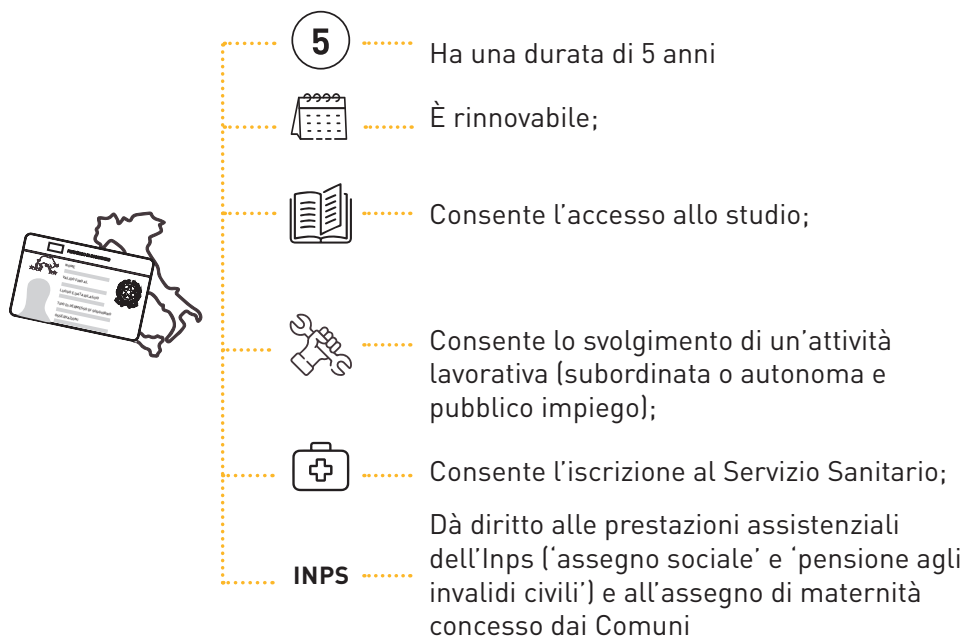 5
Ha una durata di 5 anni
È rinnovabile;
Consente l'accesso allo studio;
Consente lo svolgimento di un'attività
lavorativa (subordinata o autonoma e
pubblico impiego);
Consente l'iscrizione al Servizio Sanitario;
INPS
Dà diritto alle prestazioni assistenziali
dell'Inps ('assegno sociale' e 'pensione agli
invalidi civili') e all'assegno di maternità
concesso dai Comuni